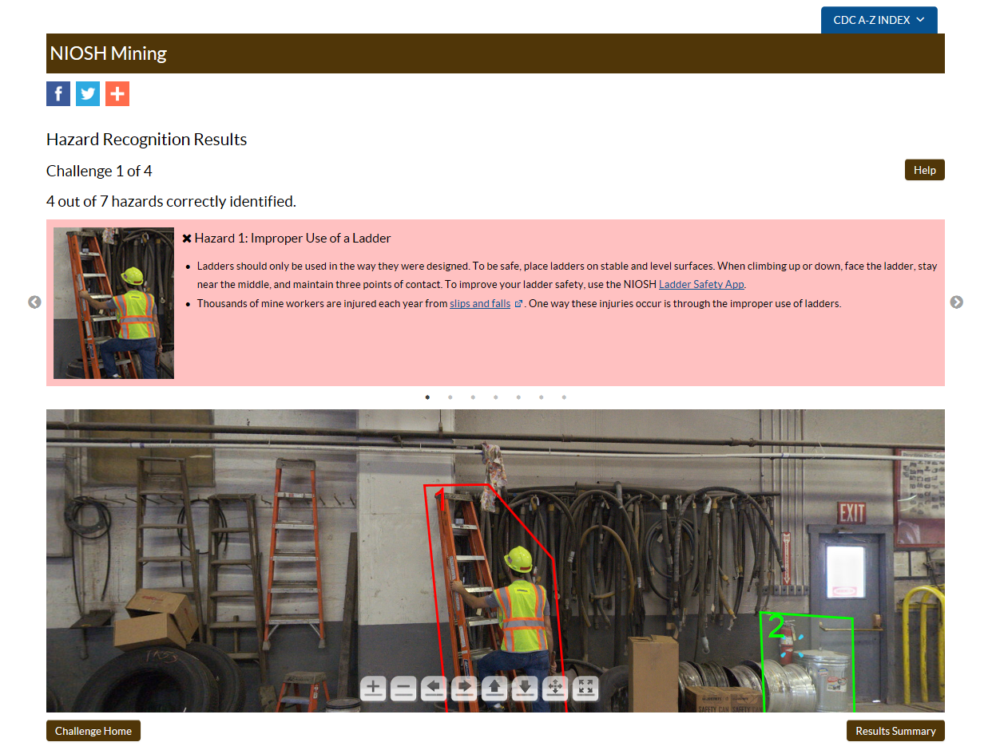 CDC A-Z INDEX
NIOSH Mining
Hazard Recognition Results
Challenge 1 of 4
Help
4 out of 7 hazards correctly identified.
✖ Hazard 1: Improper Use of a Ladder
• Ladders should only be used in the way they were designed. To be safe, place ladders on stable and level surfaces. When climbing up or down, face the ladder, stay
near the middle, and maintain three points of contact. To improve your ladder safety, use the NIOSH Ladder Safety App.
• Thousands of mine workers are injured each year from slips and falls. One way these injuries occur is through the improper use of ladders.
1
EXIT
2
SAFETY CAN SAFETY CAN
Challenge Home
Results Summary